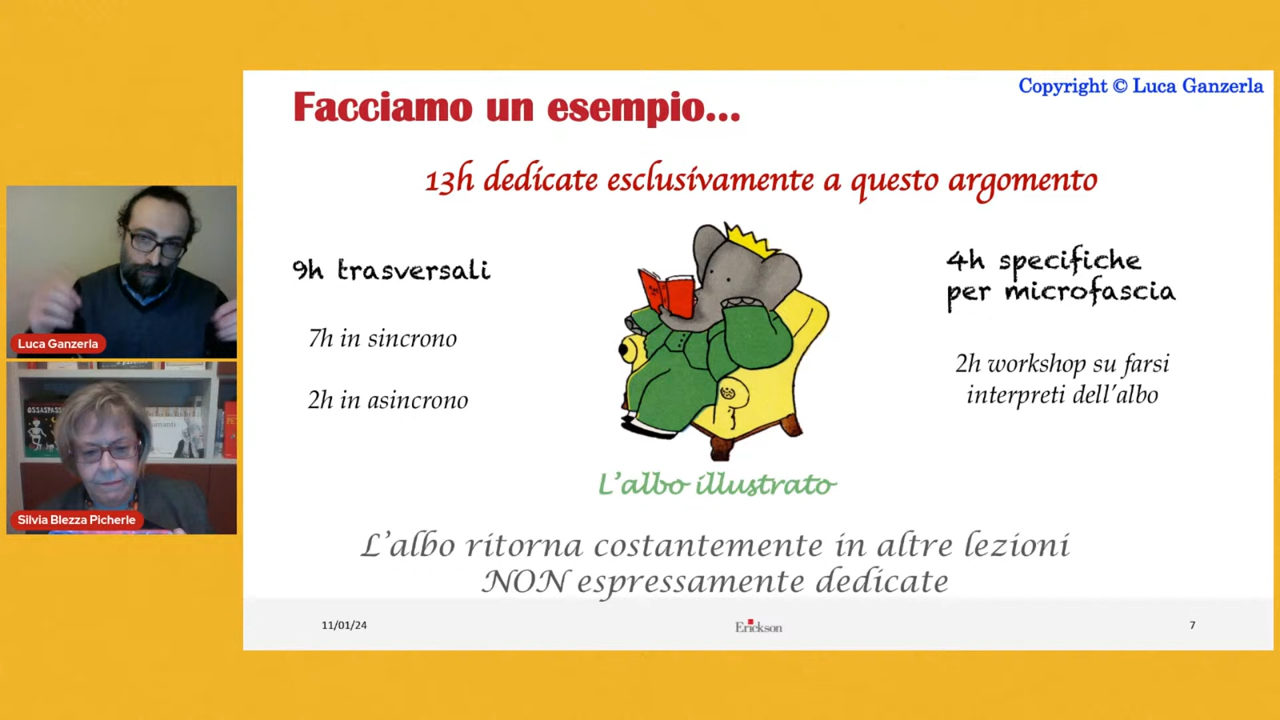 Copyright © Luca Ganzerla
Facciamo un esempio...
13h dedicate esclusivamente a questo argomento
9h trasversali
7h in sincrono
2h in asincrono
4h specifiche
per microfascia
2h workshop su farsi
interpreti dell'albo
L'albo illustrato
L'albo ritorna costantemente in altre lezioni
NON espressamente dedicate
11/01/24
Erickson
7
Luca Ganzerla
OSSASPASS
Silvia Blezza Picherle